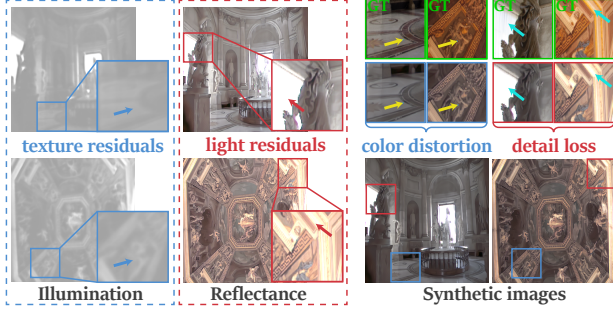 GT GT GT GT
texture residuals light residuals color distortion detail loss
Illumination Reflectance Synthetic images